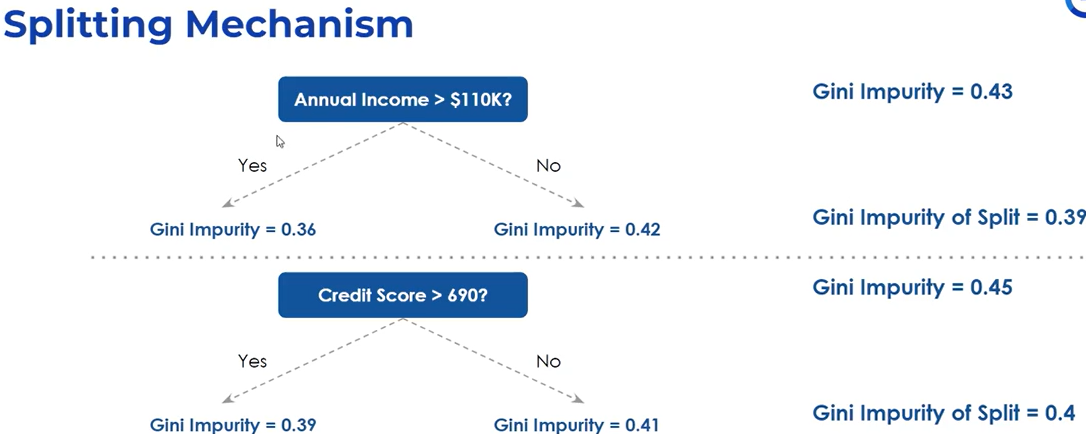 Splitting Mechanism
Annual Income > $110K?
Gini Impurity = 0.43
Yes
No
Gini Impurity = 0.36
Gini Impurity = 0.42
Gini Impurity of Split = 0.39
Credit Score > 690?
Gini Impurity = 0.45
Yes
No
Gini Impurity = 0.39
Gini Impurity = 0.41
Gini Impurity of Split = 0.4